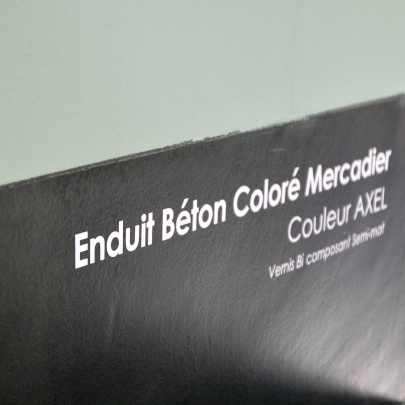 Enduit Béton Coloré Mercadier
Couleur AXEL
Vernis Bi composant Semi-mat